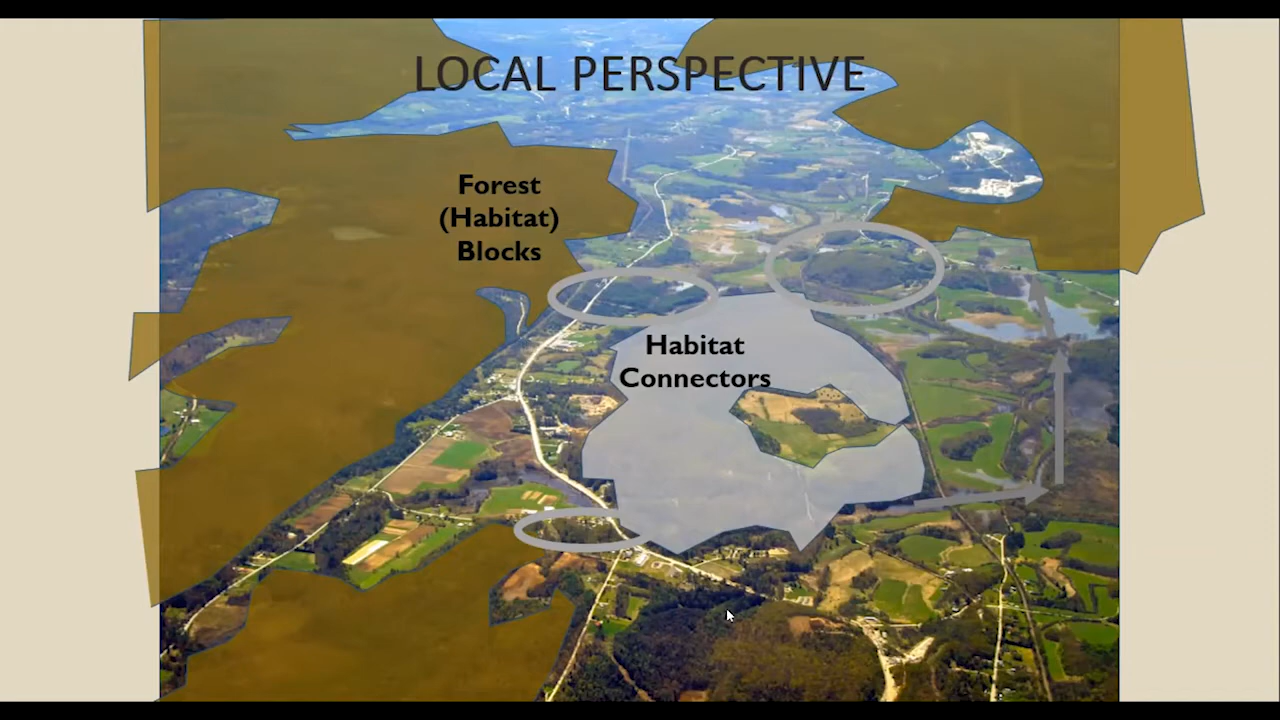 LOCAL PERSPECTIVE
Forest
(Habitat)
Blocks
Habitat
Connectors